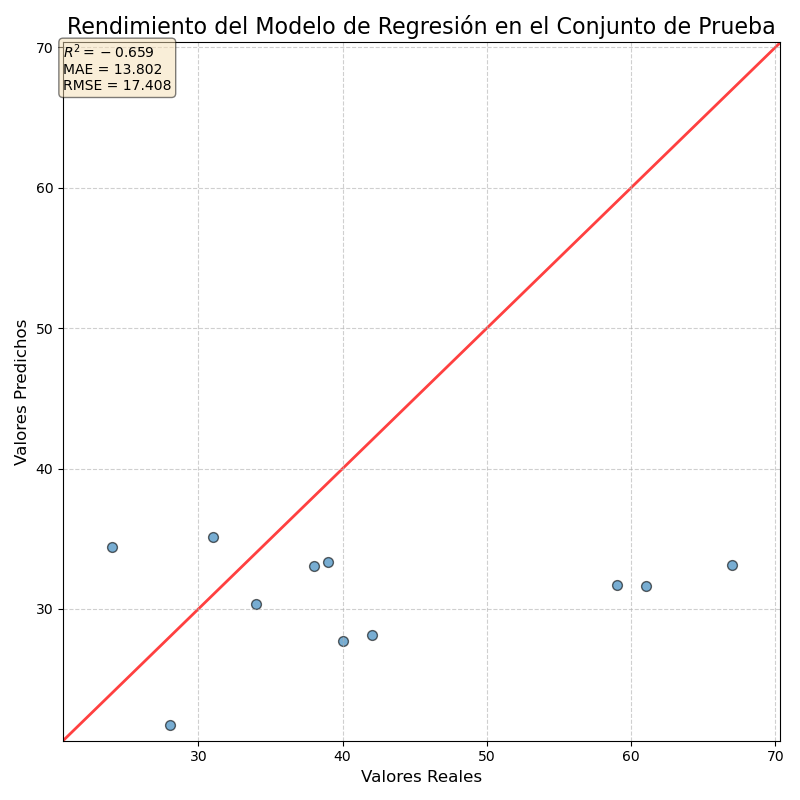 Rendimiento del Modelo de Regresión en el Conjunto de Prueba
R² = −0.659
MAE = 13.802
RMSE = 17.408
70
60
50
40
30
Valores Predichos
30
40
50
60
70
Valores Reales